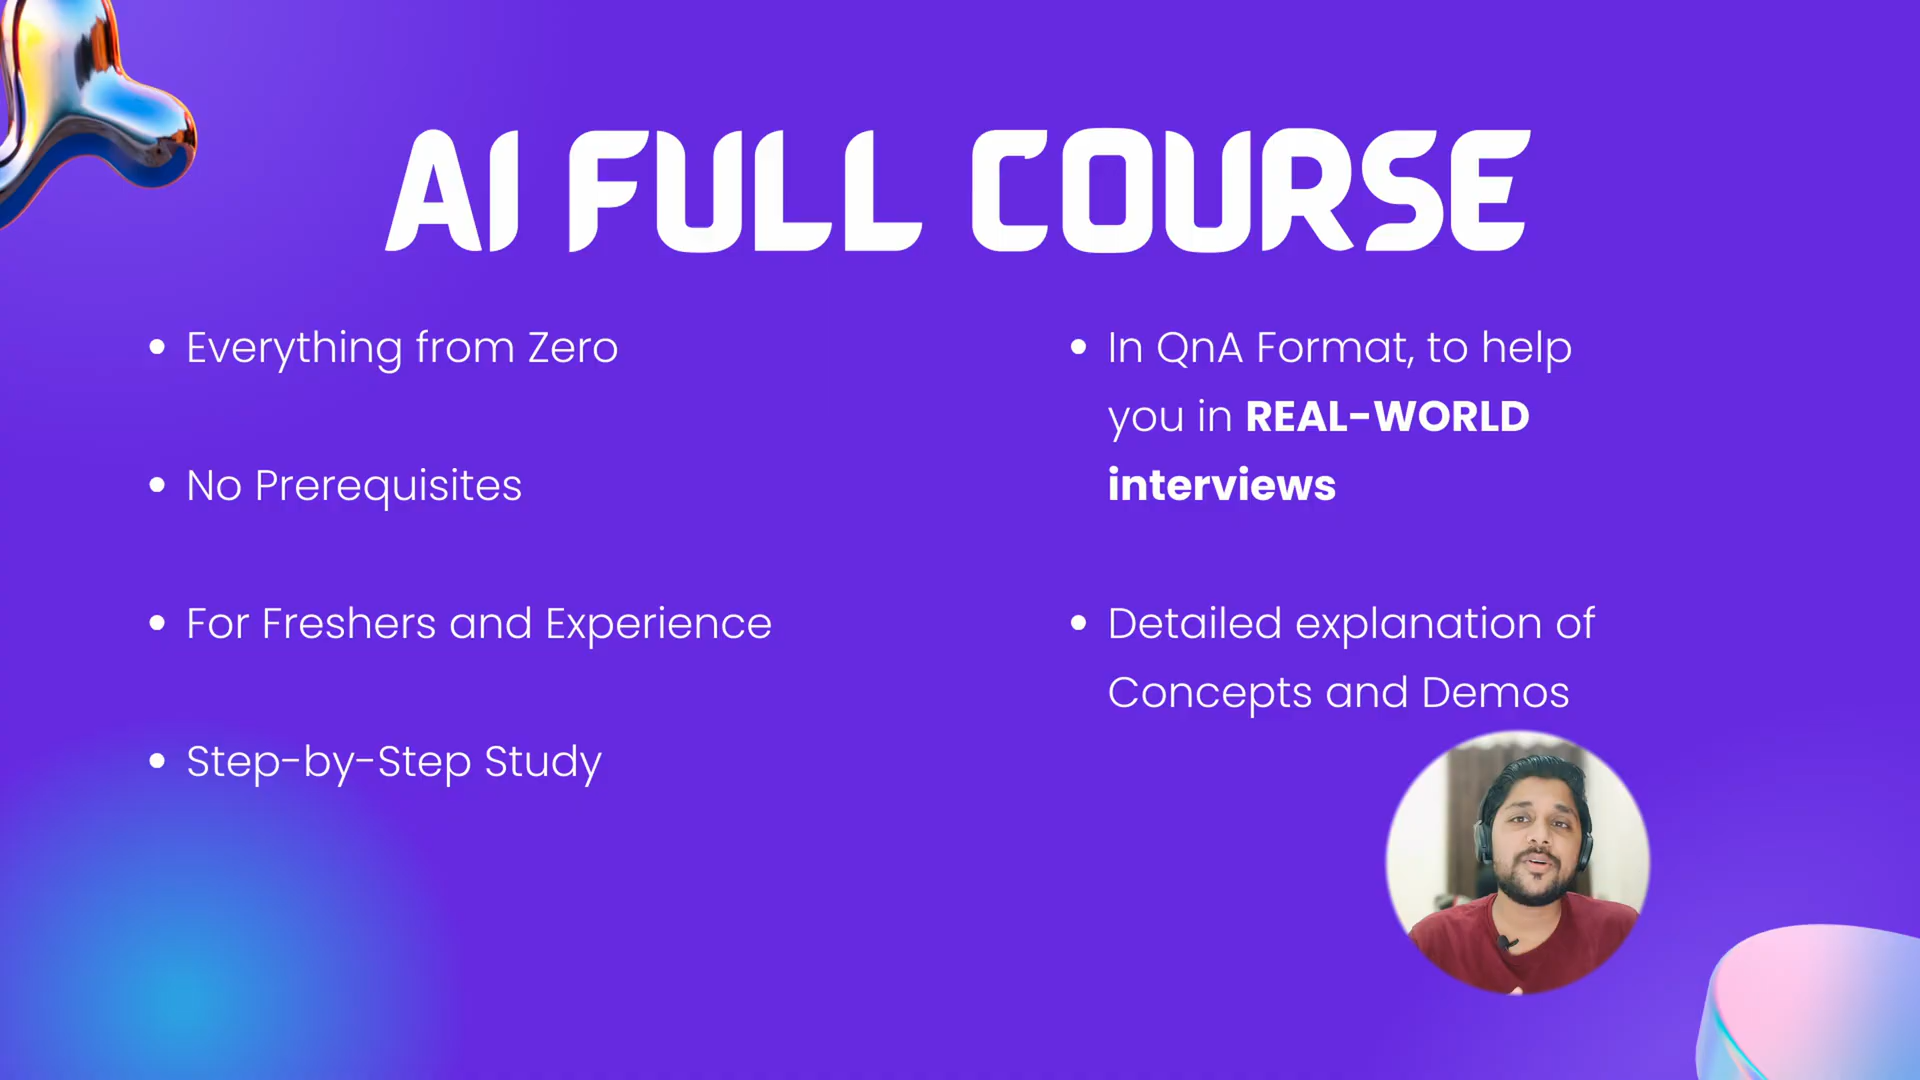 AI FULL COURSE
• Everything from Zero
• No Prerequisites
• For Freshers and Experience
• Step-by-Step Study
• In QnA Format, to help
you in REAL-WORLD
interviews
• Detailed explanation of
Concepts and Demos